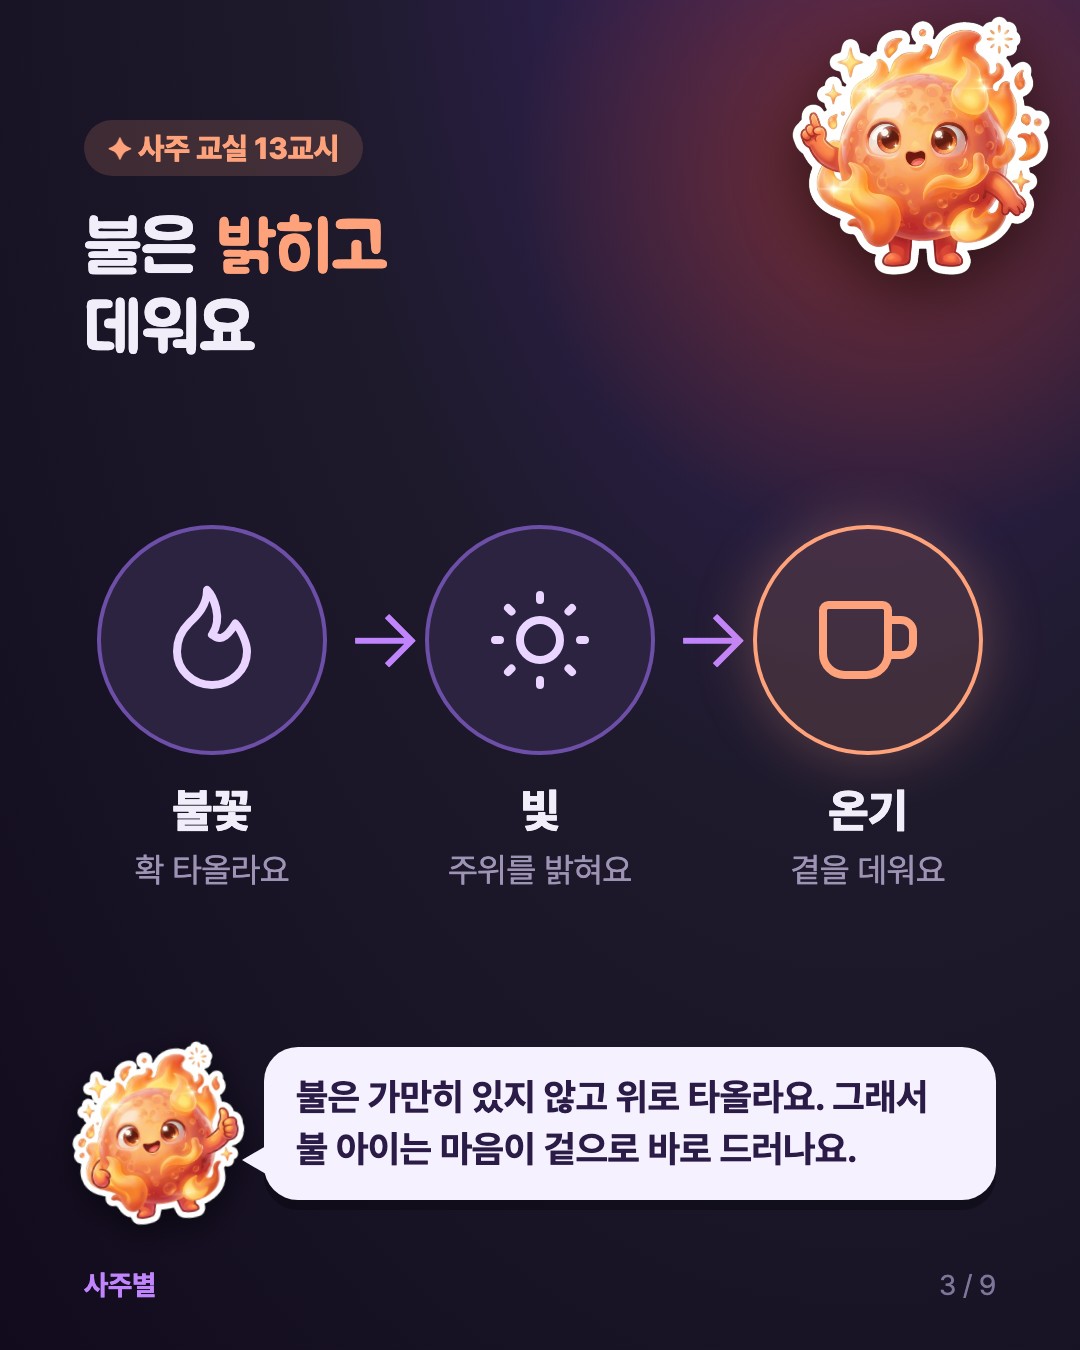 사주 교실 13교시
불은 밝히고
데워요
불꽃
확 타올라요
빛
주위를 밝혀요
온기
곁을 데워요
불은 가만히 있지 않고 위로 타올라요. 그래서
불 아이는 마음이 겉으로 바로 드러나요.
사주별
3 / 9